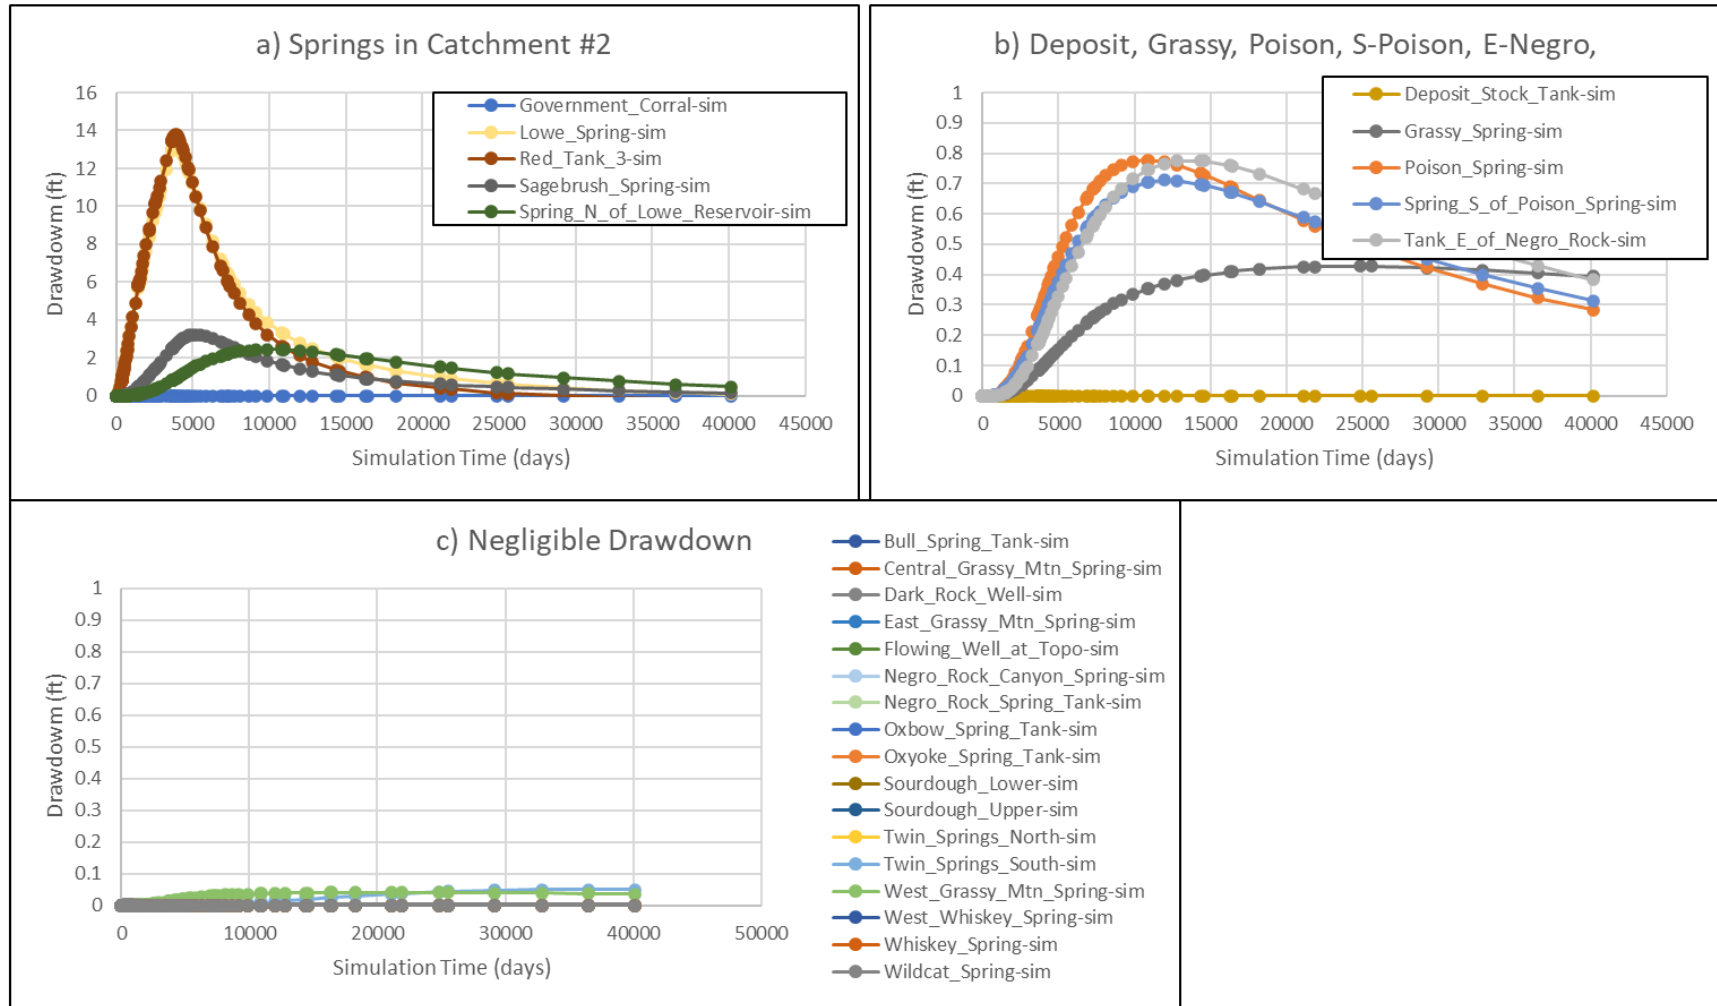 a) Springs in Catchment #2
16
14
12
10
8
6
4
2
0
Drawdowm (ft)
0 5000 10000 15000 20000 25000 30000 35000 40000 45000
Simulation Time (days)
Government_Corral-sim
Lowe_Spring-sim
Red_Tank_3-sim
Sagebrush_Spring-sim
Spring_N_of_Lowe_Reservoir-sim
b) Deposit, Grassy, Poison, S-Poison, E-Negro,
1
0.9
0.8
0.7
0.6
0.5
0.4
0.3
0.2
0.1
0
Drawdowm (ft)
0 5000 10000 15000 20000 25000 30000 35000 40000 45000
Simulation Time (days)
Deposit_Stock_Tank-sim
Grassy_Spring-sim
Poison_Spring-sim
Spring_S_of_Poison_Spring-sim
Tank_E_of_Negro_Rock-sim
c) Negligible Drawdown
1
0.9
0.8
0.7
0.6
0.5
0.4
0.3
0.2
0.1
0
Drawdowm (ft)
0 10000 20000 30000 40000 50000
Simulation Time (days)
Bull_Spring_Tank-sim
Central_Grassy_Mtn_Spring-sim
Dark_Rock_Well-sim
East_Grassy_Mtn_Spring-sim
Flowing_Well_at_Topo-sim
Negro_Rock_Canyon_Spring-sim
Negro_Rock_Spring_Tank-sim
Oxbow_Spring_Tank-sim
Oxyoke_Spring_Tank-sim
Sourdough_Lower-sim
Sourdough_Upper-sim
Twin_Springs_North-sim
Twin_Springs_South-sim
West_Grassy_Mtn_Spring-sim
West_Whiskey_Spring-sim
Whiskey_Spring-sim
Wildcat_Spring-sim